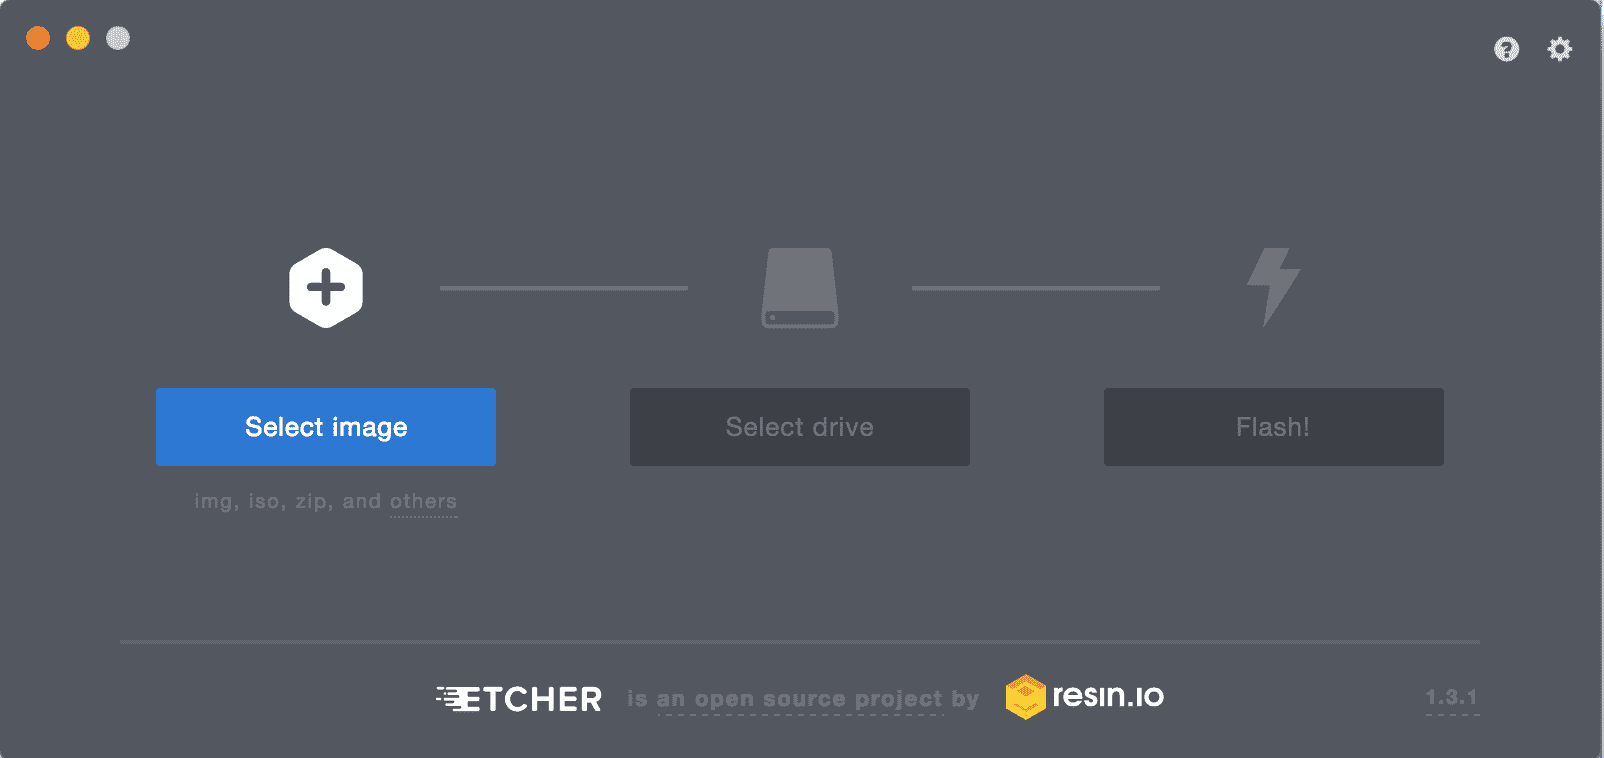 Select image
Select drive
Flash!
img, iso, zip, and others
ETCHER is an open source project by resin.io
1.3.1